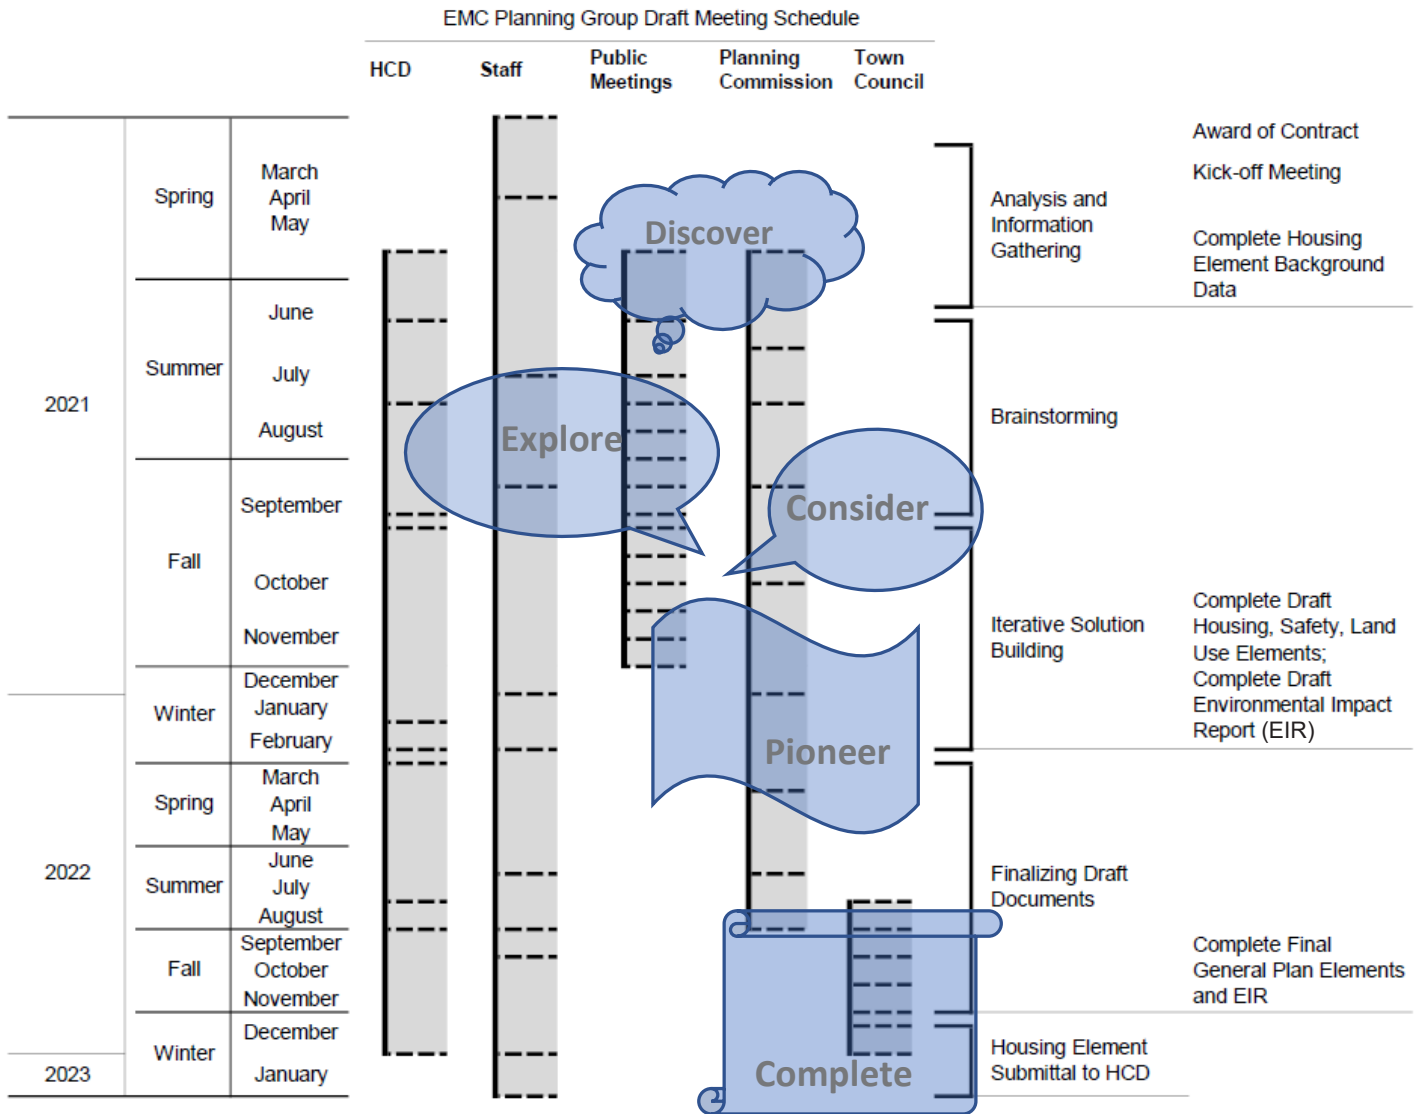 EMC Planning Group Draft Meeting Schedule
HCD
Staff
Public
Meetings
Planning
Commission
Town
Council
2021
2022
2023
Spring
Summer
Fall
Winter
Spring
Summer
Fall
Winter
March
April
May
June
July
August
September
October
November
December
January
February
March
April
May
June
July
August
September
October
November
December
January
Discover
Explore
Consider
Pioneer
Complete
Analysis and
Information
Gathering
Brainstorming
Iterative Solution
Building
Finalizing Draft
Documents
Housing Element
Submittal to HCD
Award of Contract
Kick-off Meeting
Complete Housing
Element Background
Data
Complete Draft
Housing, Safety, Land
Use Elements;
Complete Draft
Environmental Impact
Report (EIR)
Complete Final
General Plan Elements
and EIR